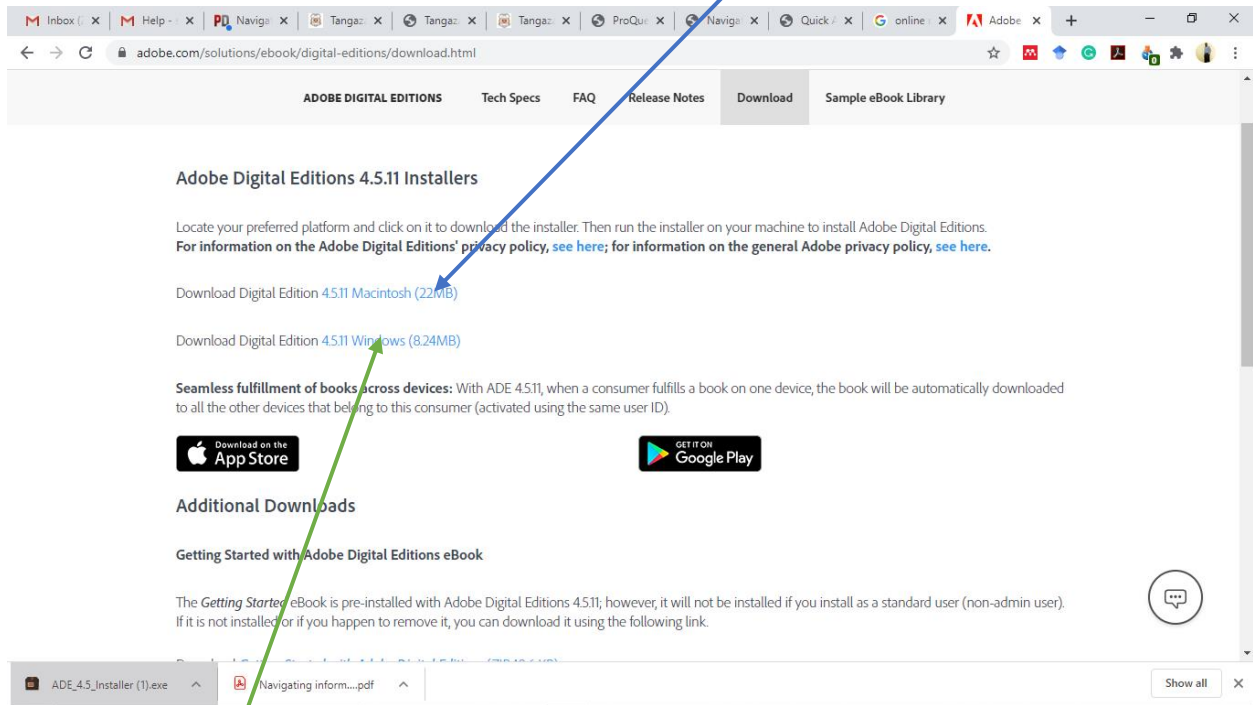 Inbox (
Help -
Naviga
Tangaz
Tangaz
Tangaz
ProQue
Naviga
Quick A
online
Adobe
adobe.com/solutions/ebook/digital-editions/download.html
ADOBE DIGITAL EDITIONS Tech Specs FAQ Release Notes Download Sample eBook Library
Adobe Digital Editions 4.5.11 Installers
Locate your preferred platform and click on it to download the installer. Then run the installer on your machine to install Adobe Digital Editions.
For information on the Adobe Digital Editions' privacy policy, see here; for information on the general Adobe privacy policy, see here.
Download Digital Edition 4.5.11 Macintosh (22MB)
Download Digital Edition 4.5.11 Windows (8.24MB)
Seamless fulfillment of books across devices: With ADE 4.5.11, when a consumer fulfills a book on one device, the book will be automatically downloaded
to all the other devices that belong to this consumer (activated using the same user ID).
Download on the
App Store
GET IT ON
Google Play
Additional Downloads
Getting Started with Adobe Digital Editions eBook
The Getting Started eBook is pre-installed with Adobe Digital Editions 4.5.11; however, it will not be installed if you install as a standard user (non-admin user).
If it is not installed or if you happen to remove it, you can download it using the following link.
ADE_4.5_Installer (1).exe
Navigating inform....pdf
Show all